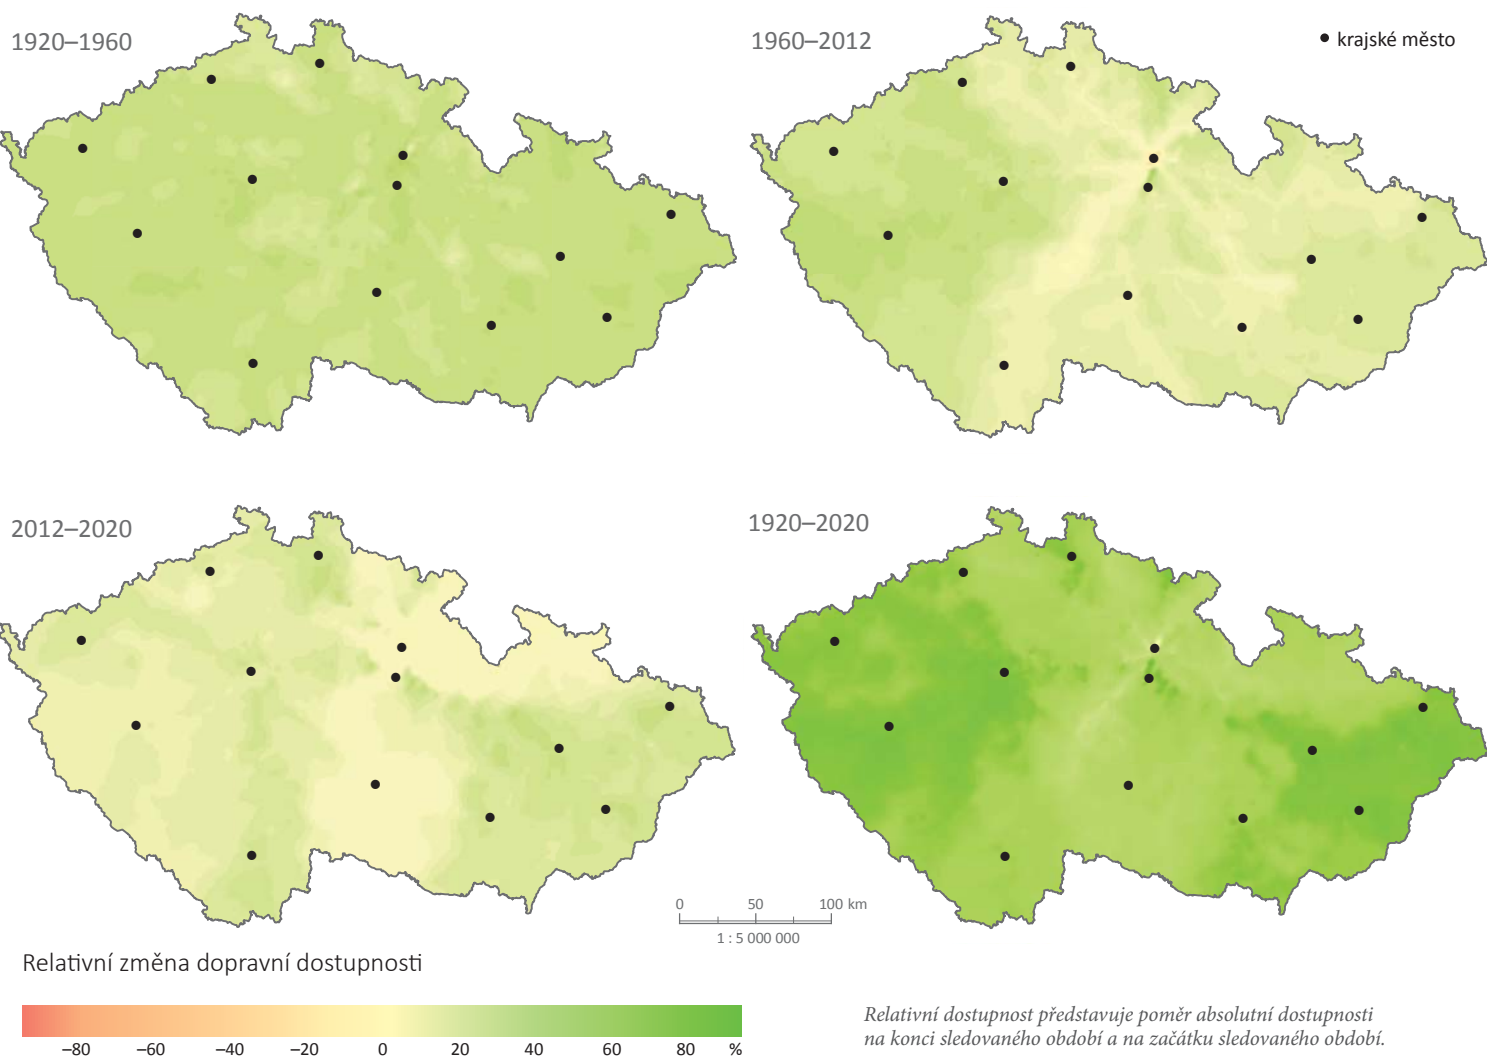 1920–1960
1960–2012
krajské město
2012–2020
1920–2020
0 50 100 km
1 : 5 000 000
Relativní změna dopravní dostupnosti
−80 −60 −40 −20 0 20 40 60 80 %
Relativní dostupnost představuje poměr absolutní dostupnosti
na konci sledovaného období a na začátku sledovaného období.